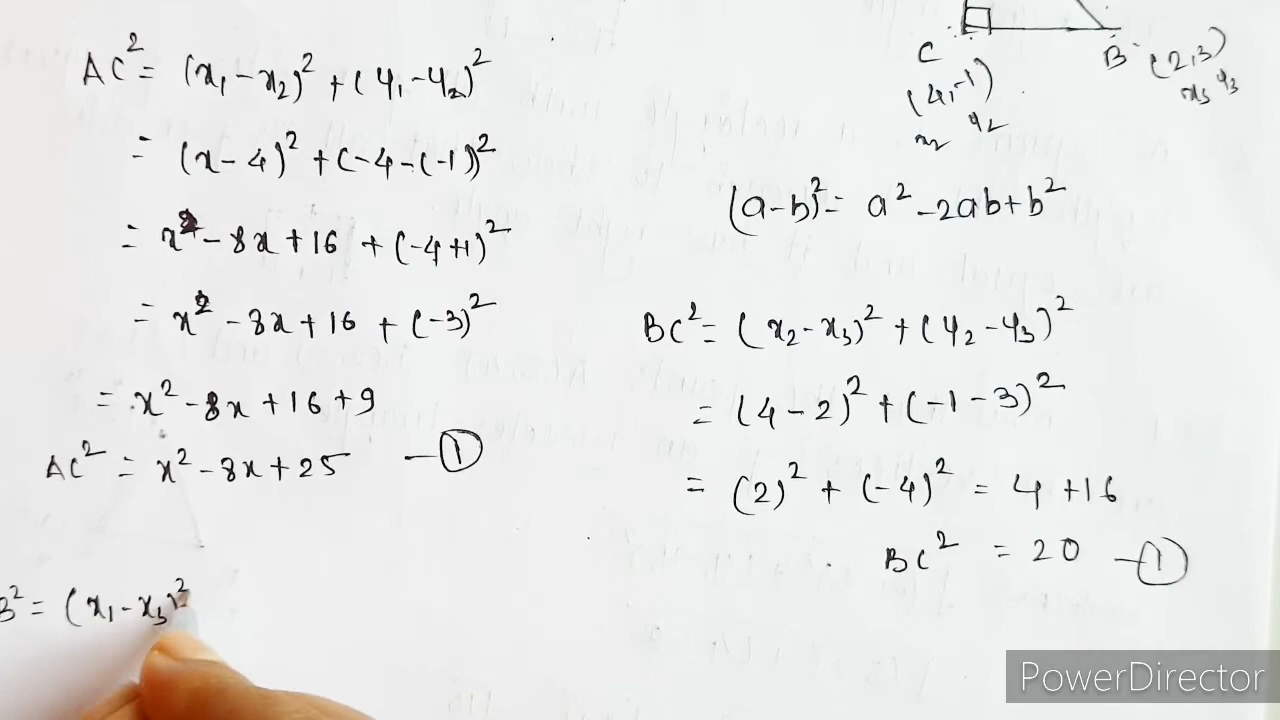 AC² = (x₁ - x₂)² + (y₁ - y₂)²
= (x - 4)² + (-4 - (-1))²
= x² - 8x + 16 + (-4+1)²
= x² - 8x + 16 + (-3)²
= x² - 8x + 16 + 9
AC² = x² - 8x + 25 — ①
B² = (x₁ - x₃)²
C
B (2,3)
x₃ y₃
(4,-1)
x₂ y₂
(a-b)² = a² - 2ab + b²
BC² = (x₂ - x₃)² + (y₂ - y₃)²
= (4 - 2)² + (-1 - 3)²
= (2)² + (-4)² = 4 + 16
BC² = 20 — ①
PowerDirector